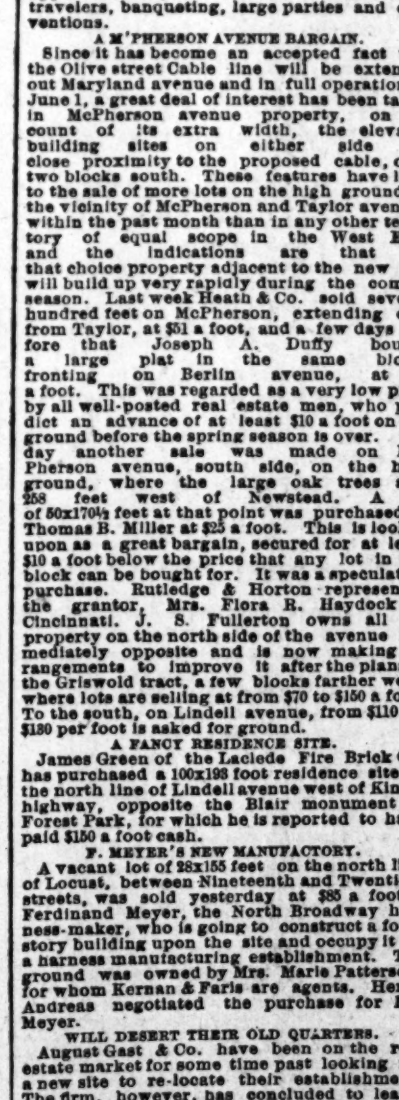 travelers, banqueting, large parties and
ventions.
A M'PHERSON AVENUE BARGAIN.
Since it has become an accepted fact
the Olive street Cable line will be exten
out Maryland avenue and in full operatio
June 1, a great deal of interest has been ta
in McPherson avenue property, on
count of its extra width, the elev
building sites on either side
close proximity to the proposed cable,
two blocks south. These features have l
to the sale of more lots on the high ground
the vicinity of McPherson and Taylor aven
within the past month than in any other te
tory of equal scope in the West
and the indications are that
that choice property adjacent to the new
will build up very rapidly during the com
season. Last week Heath & Co. sold seve
hundred feet on McPherson, extending
from Taylor, at $51 a foot, and a few days
fore that Joseph A. Duffy bou
a large plat in the same blo
fronting on Berlin avenue, at
a foot. This was regarded as a very low p
by all well-posted real estate men, who p
dict an advance of at least $10 a foot on
ground before the spring season is over.
day another sale was made on
Pherson avenue, south side, on the h
ground, where the large oak trees s
258 feet west of Newstead. A
of 50x170½ feet at that point was purchased
Thomas B. Miller at $25 a foot. This is loo
upon as a great bargain, secured for at le
$10 a foot below the price that any lot in
block can be bought for. It was a speculat
purchase. Rutledge & Horton represen
the grantor, Mrs. Flora R. Haydock
Cincinnati. J. S. Fullerton owns all
property on the north side of the avenue
mediately opposite and is now making
rangements to improve it after the plan
the Griswold tract, a few blocks farther we
where lots are selling at from $70 to $150 a fo
To the south, on Lindell avenue, from $110
$130 per foot is asked for ground.
A FANCY RESIDENCE SITE.
James Green of the Laclede Fire Brick
has purchased a 100x193 foot residence site
the north line of Lindell avenue west of Kin
highway, opposite the Blair monument
Forest Park, for which he is reported to ha
paid $150 a foot cash.
F. MEYER'S NEW MANUFACTORY.
A vacant lot of 28x155 feet on the north li
of Locust, between Nineteenth and Twenti
streets, was sold yesterday at $85 a foo
Ferdinand Meyer, the North Broadway h
ness-maker, who is going to construct a fo
story building upon the site and occupy it
a harness manufacturing establishment. T
ground was owned by Mrs. Marie Patterso
for whom Kernan & Faris are agents. He
Andreas negotiated the purchase for
Meyer.
WILL DESERT THEIR OLD QUARTERS.
August Gast & Co. have been on the r
estate market for some time past looking
a new site to re-locate their establishme
The firm, however, has concluded to lea